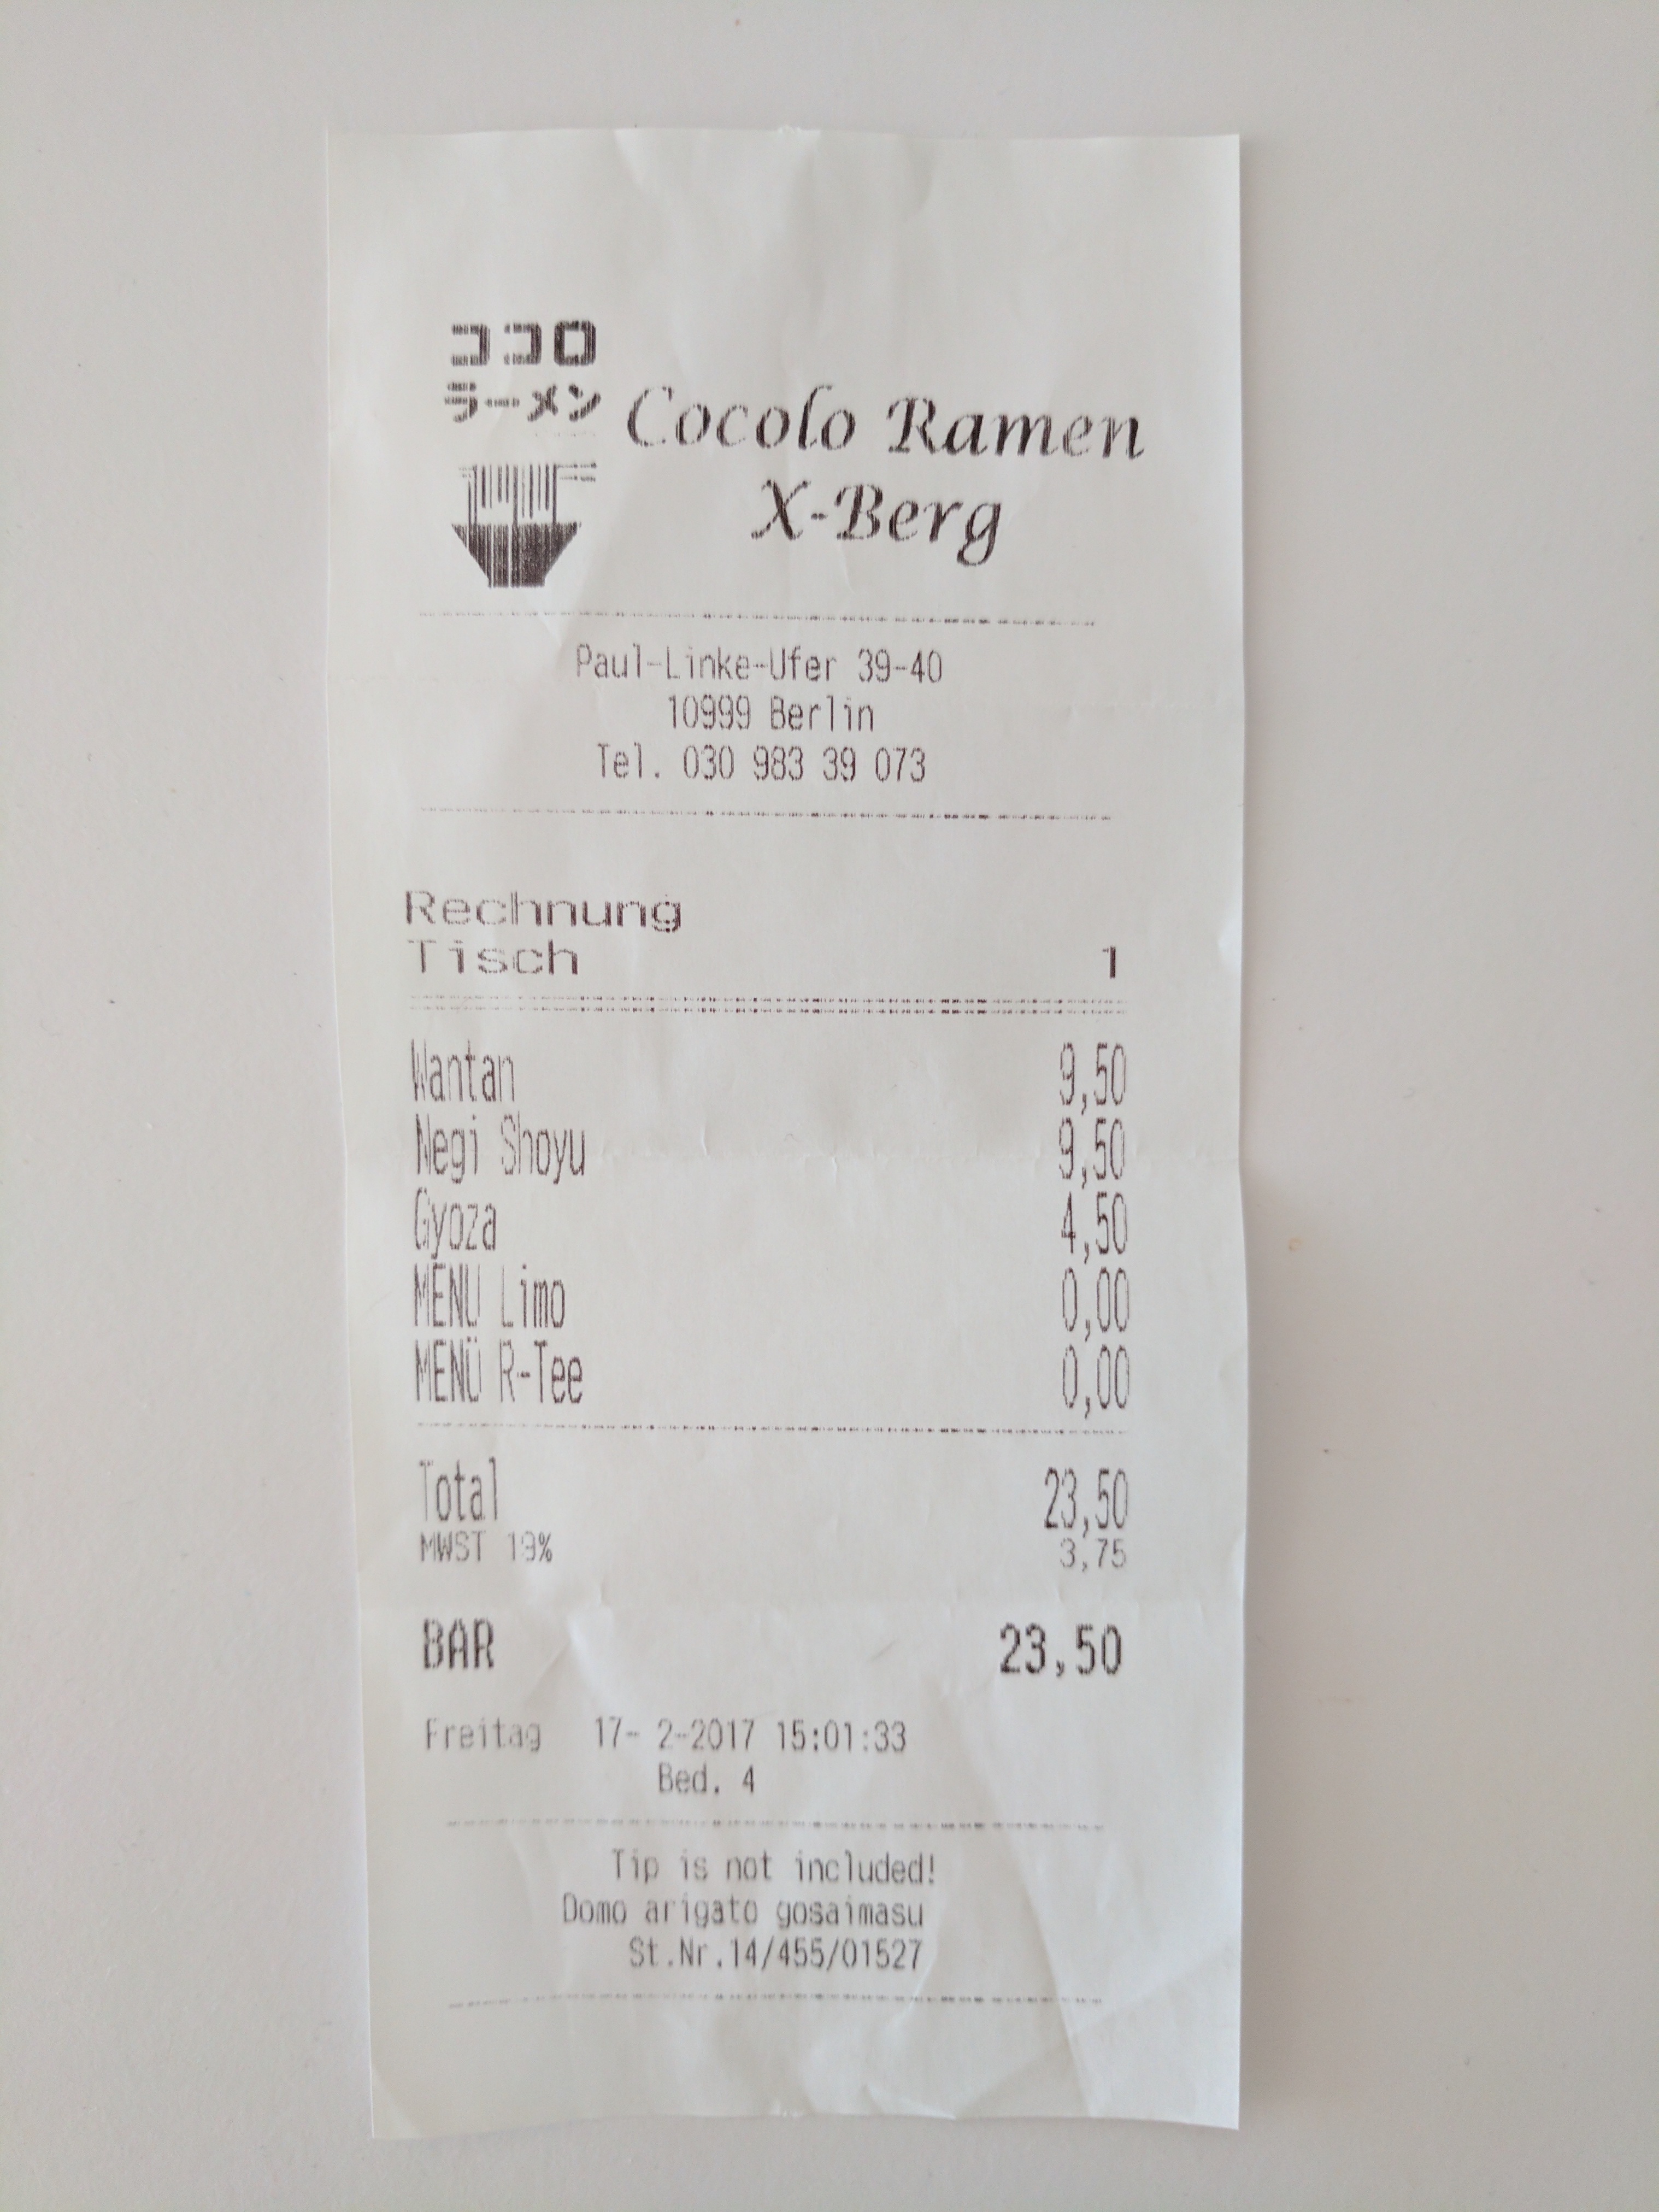 ココロ
ラーメン
Cocolo Ramen
X-Berg
Paul-Linke-Ufer 39-40
10999 Berlin
Tel. 030 983 39 073
Rechnung
Tisch 1
Wantan 9,50
Negi Shoyu 9,50
Gyoza 4,50
MENU Limo 0,00
MENÜ R-Tee 0,00
Total 23,50
MWST 19% 3,75
BAR 23,50
Freitag 17- 2-2017 15:01:33
Bed. 4
Tip is not included!
Domo arigato gosaimasu
St.Nr.14/455/01527